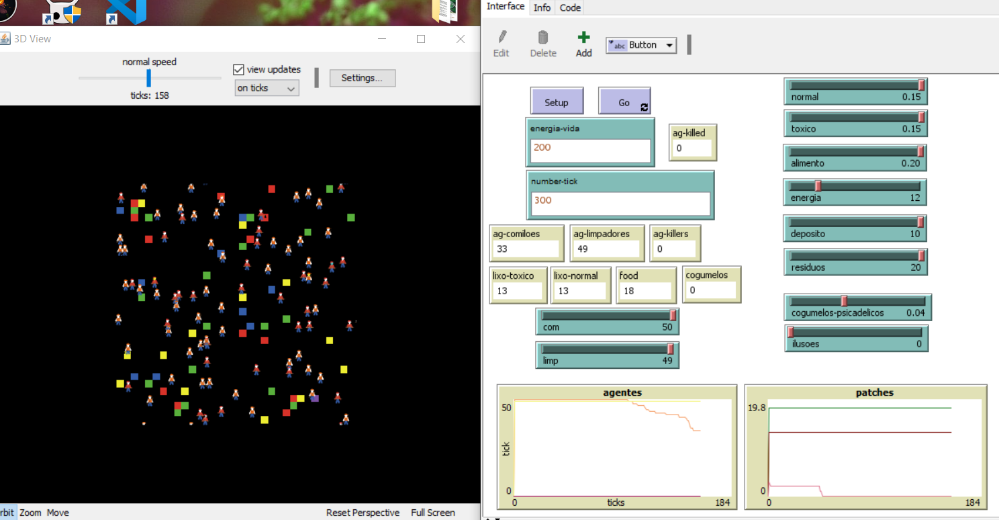 3D View
normal speed
ticks: 158
view updates
on ticks
Settings...
rbit Zoom Move
Reset Perspective Full Screen
Interface Info Code
Edit Delete Add
abc Button
Setup Go
energia-vida
200
ag-killed
0
number-tick
300
ag-comiloes ag-limpadores ag-killers
33 49 0
lixo-toxico lixo-normal food cogumelos
13 13 18 0
com 50
limp 49
normal 0.15
toxico 0.15
alimento 0.20
energia 12
deposito 10
residuos 20
cogumelos-psicadelicos 0.04
ilusoes 0
agentes
50
tick
0
0 ticks 184
patches
19.8
0
0 184